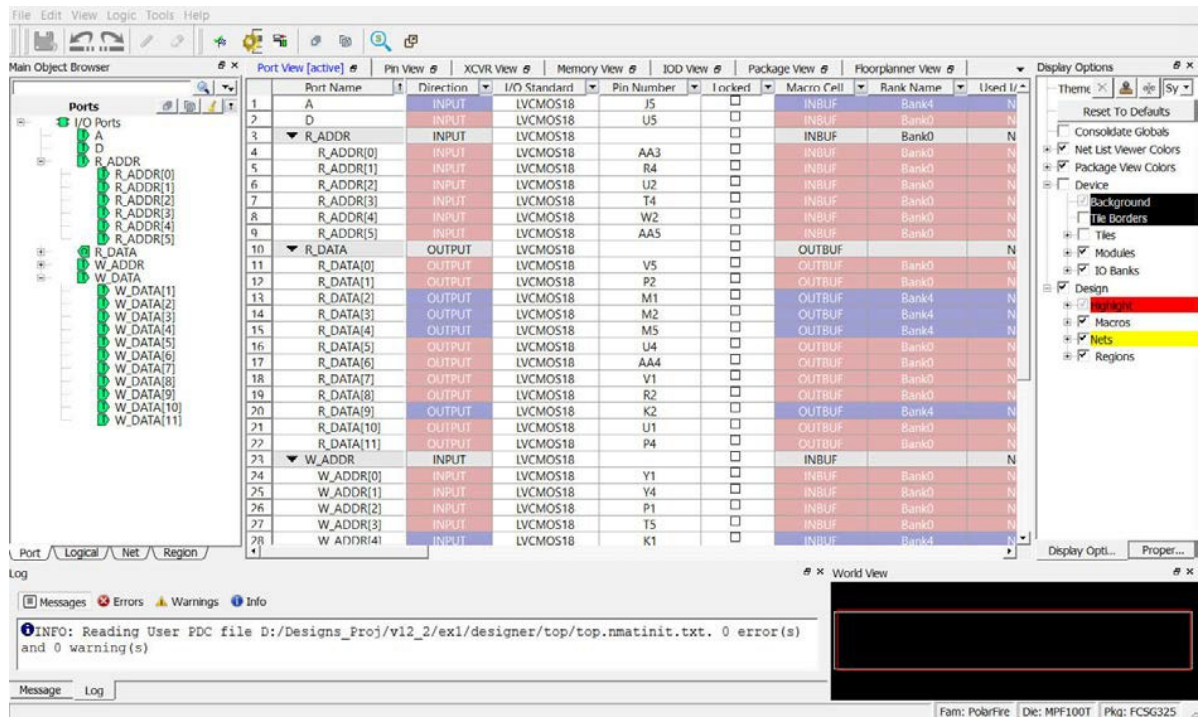 File Edit View Logic Tools Help
Main Object Browser
Ports
I/O Ports
A
D
R_ADDR
R_ADDR[0]
R_ADDR[1]
R_ADDR[2]
R_ADDR[3]
R_ADDR[4]
R_ADDR[5]
R_DATA
W_ADDR
W_DATA
W_DATA[1]
W_DATA[2]
W_DATA[3]
W_DATA[4]
W_DATA[5]
W_DATA[6]
W_DATA[7]
W_DATA[8]
W_DATA[9]
W_DATA[10]
W_DATA[11]
Port Logical Net Region
Port View [active] Pin View XCVR View Memory View IOD View Package View Floorplanner View
Port Name Direction I/O Standard Pin Number Locked Macro Cell Bank Name Used I/
1 A INPUT LVCMOS18 J5 INBUF Bank4 N
2 D INPUT LVCMOS18 U5 INBUF Bank0 N
3 R_ADDR INPUT LVCMOS18 INBUF Bank0 N
4 R_ADDR[0] INPUT LVCMOS18 AA3 INBUF Bank0 N
5 R_ADDR[1] INPUT LVCMOS18 R4 INBUF Bank0 N
6 R_ADDR[2] INPUT LVCMOS18 U2 INBUF Bank0 N
7 R_ADDR[3] INPUT LVCMOS18 T4 INBUF Bank0 N
8 R_ADDR[4] INPUT LVCMOS18 W2 INBUF Bank0 N
9 R_ADDR[5] INPUT LVCMOS18 AA5 INBUF Bank0 N
10 R_DATA OUTPUT LVCMOS18 OUTBUF N
11 R_DATA[0] OUTPUT LVCMOS18 V5 OUTBUF Bank0 N
12 R_DATA[1] OUTPUT LVCMOS18 P2 OUTBUF Bank0 N
13 R_DATA[2] OUTPUT LVCMOS18 M1 OUTBUF Bank4 N
14 R_DATA[3] OUTPUT LVCMOS18 M2 OUTBUF Bank4 N
15 R_DATA[4] OUTPUT LVCMOS18 M5 OUTBUF Bank4 N
16 R_DATA[5] OUTPUT LVCMOS18 U4 OUTBUF Bank0 N
17 R_DATA[6] OUTPUT LVCMOS18 AA4 OUTBUF Bank0 N
18 R_DATA[7] OUTPUT LVCMOS18 V1 OUTBUF Bank0 N
19 R_DATA[8] OUTPUT LVCMOS18 R2 OUTBUF Bank0 N
20 R_DATA[9] OUTPUT LVCMOS18 K2 OUTBUF Bank4 N
21 R_DATA[10] OUTPUT LVCMOS18 U1 OUTBUF Bank0 N
22 R_DATA[11] OUTPUT LVCMOS18 P4 OUTBUF Bank0 N
23 W_ADDR INPUT LVCMOS18 INBUF N
24 W_ADDR[0] INPUT LVCMOS18 Y1 INBUF Bank0 N
25 W_ADDR[1] INPUT LVCMOS18 Y4 INBUF Bank0 N
26 W_ADDR[2] INPUT LVCMOS18 P1 INBUF Bank0 N
27 W_ADDR[3] INPUT LVCMOS18 T5 INBUF Bank0 N
28 W_ADDR[4] INPUT LVCMOS18 K1 INBUF Bank4 N
Display Options
Theme Sy
Reset To Defaults
Consolidate Globals
Net List Viewer Colors
Package View Colors
Device
Background
Tile Borders
Tiles
Modules
IO Banks
Design
Highlight
Macros
Nets
Regions
Display Opti... Proper...
Log
Messages Errors Warnings Info
INFO: Reading User PDC file D:/Designs_Proj/v12_2/ex1/designer/top/top.nmatinit.txt. 0 error(s)
and 0 warning(s)
Message Log
World View
Fam: PolarFire Die: MPF100T Pkg: FCSG325